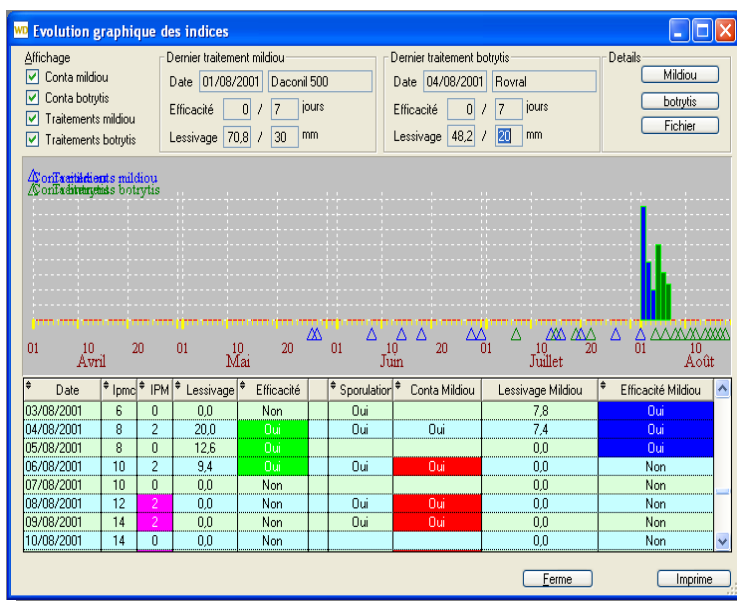 WD Evolution graphique des indices
Affichage
Conta mildiou
Conta botrytis
Traitements mildiou
Traitements botrytis
Dernier traitement mildiou
Date 01/08/2001 Daconil 500
Efficacité 0 / 7 jours
Lessivage 70,8 / 30 mm
Dernier traitement botrytis
Date 04/08/2001 Rovral
Efficacité 0 / 7 jours
Lessivage 48,2 / 20 mm
Details
Mildiou
botrytis
Fichier
Traitements mildiou
botrytis
01 10 20 01 10 20 01 10 20 01 10 20 01 10
Avril Mai Juin Juillet Août
Date Ipmc IPM Lessivage Efficacité Sporulation Conta Mildiou Lessivage Mildiou Efficacité Mildiou
03/08/2001 6 0 0,0 Non Oui 7,8 Oui
04/08/2001 8 2 20,0 Oui Oui Oui 7,4 Oui
05/08/2001 8 0 12,6 Oui 0,0 Oui
06/08/2001 10 2 9,4 Oui Oui Oui 0,0 Non
07/08/2001 10 0 0,0 Non 0,0 Non
08/08/2001 12 2 0,0 Non Oui Oui 0,0 Non
09/08/2001 14 2 0,0 Non Oui Oui 0,0 Non
10/08/2001 14 0 0,0 Non 0,0 Non
Ferme Imprime